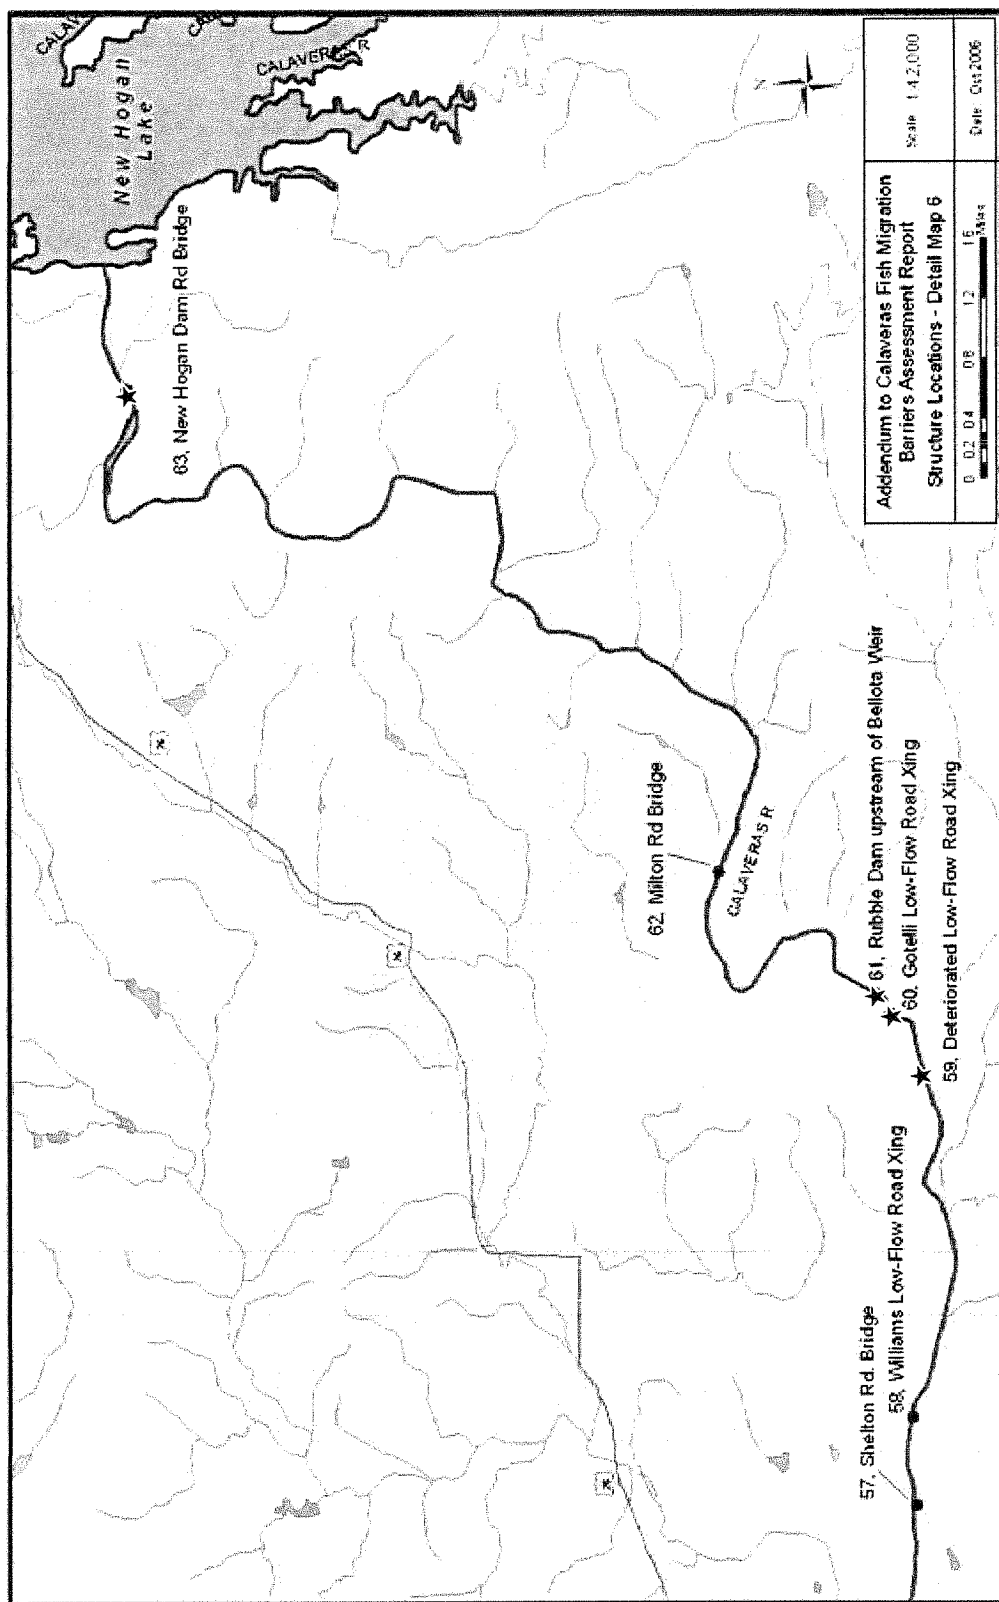 CALAV
CALAVERAS R
New Hogan
Lake
63, New Hogan Dam Rd Bridge
26
26
62, Milton Rd Bridge
CALAVERAS R
61, Rubble Dam upstream of Bellota Weir
60, Gotelli Low-Flow Road Xing
59, Deteriorated Low-Flow Road Xing
58, Williams Low-Flow Road Xing
57, Shelton Rd. Bridge
26
N
Addendum to Calaveras Fish Migration
Barriers Assessment Report
Structure Locations - Detail Map 6
Scale 1:42,000
0 0.2 0.4 0.8 1.2 1.6
Miles
Date: Oct 2006